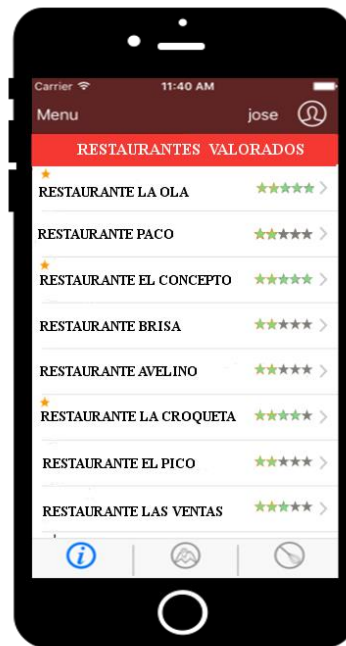 Carrier 11:40 AM
Menu jose
RESTAURANTES VALORADOS
RESTAURANTE LA OLA
RESTAURANTE PACO
RESTAURANTE EL CONCEPTO
RESTAURANTE BRISA
RESTAURANTE AVELINO
RESTAURANTE LA CROQUETA
RESTAURANTE EL PICO
RESTAURANTE LAS VENTAS
i